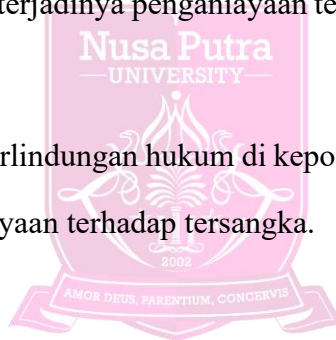 terjadinya penganiayaan te
Nusa Putra
UNIVERSITY
rlindungan hukum di kepo
yaan terhadap tersangka.
2002
AMOR DEUS, PARENTIUM, CONCERVIS